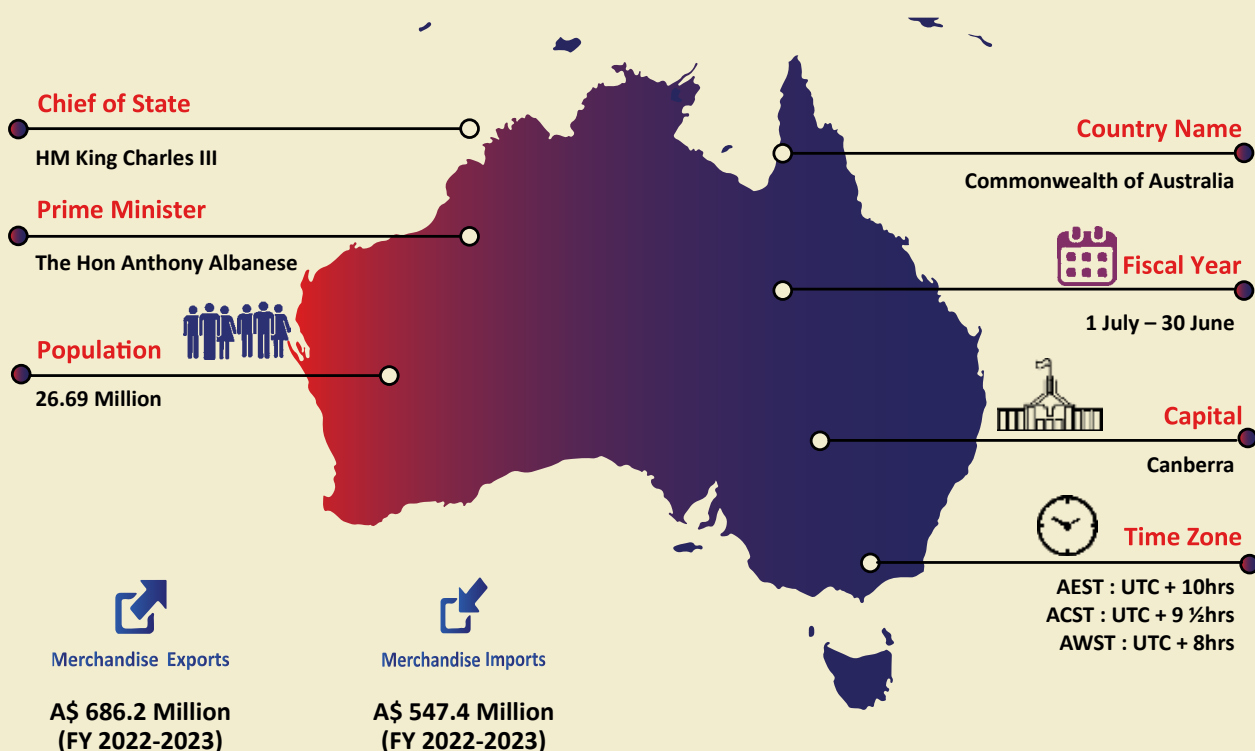 Chief of State
HM King Charles III
Prime Minister
The Hon Anthony Albanese
Population
26.69 Million
Country Name
Commonwealth of Australia
Fiscal Year
1 July – 30 June
Capital
Canberra
Time Zone
AEST : UTC + 10hrs
ACST : UTC + 9 ½hrs
AWST : UTC + 8hrs
Merchandise Exports
A$ 686.2 Million
(FY 2022-2023)
Merchandise Imports
A$ 547.4 Million
(FY 2022-2023)